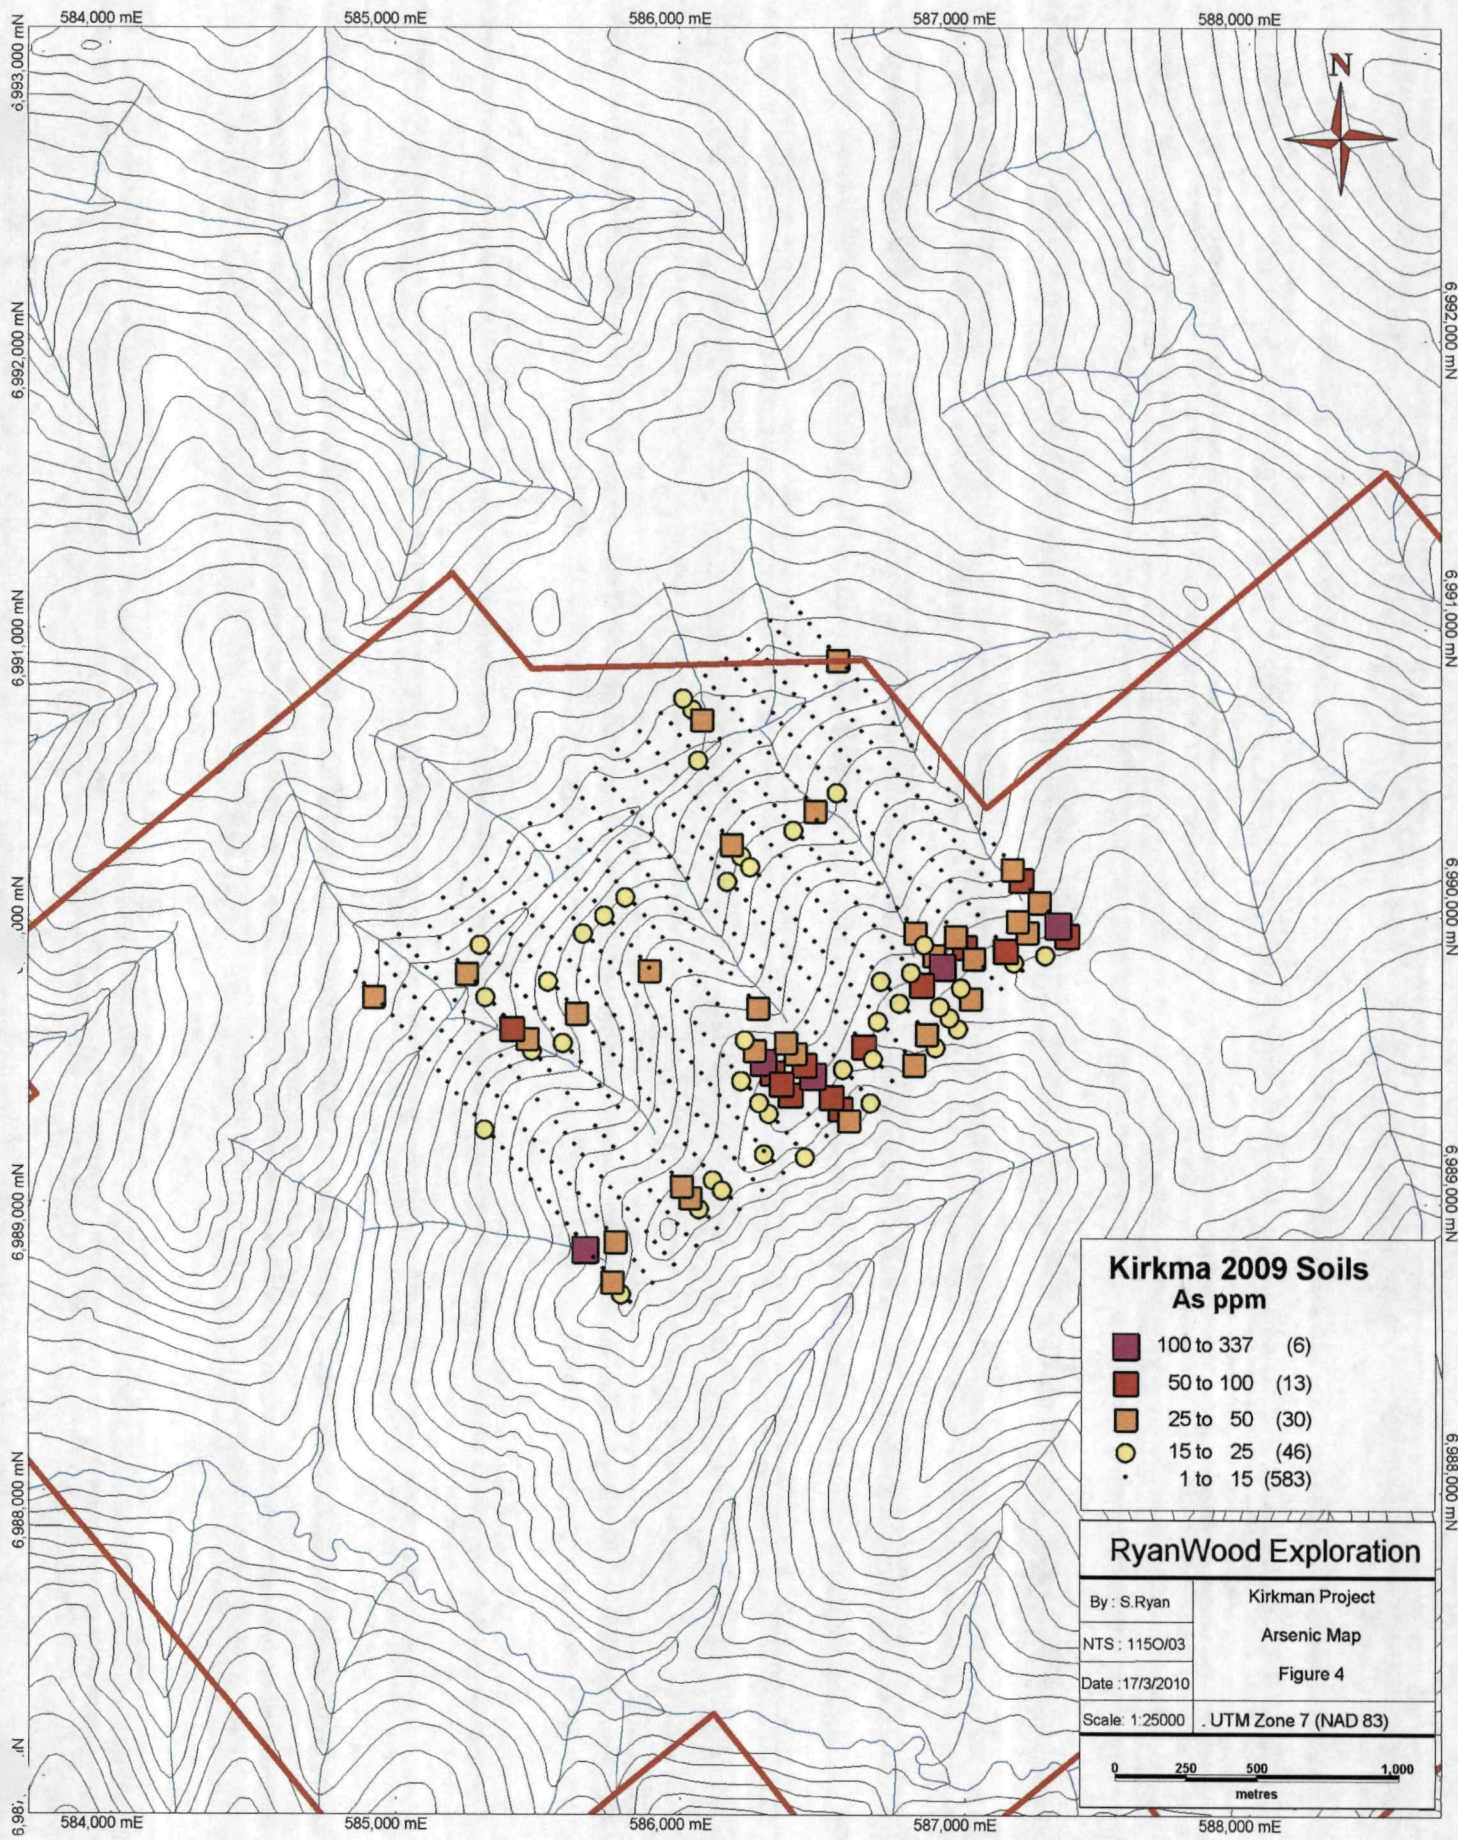 584,000 mE
585,000 mE
586,000 mE
587,000 mE
588,000 mE
6,993,000 mN
6,992,000 mN
6,991,000 mN
,000 mN
6,989,000 mN
6,988,000 mN
N
6,992,000 mN
6,991,000 mN
6,990,000 mN
6,989,000 mN
6,988,000 mN
Kirkma 2009 Soils
As ppm
100 to 337 (6)
50 to 100 (13)
25 to 50 (30)
15 to 25 (46)
1 to 15 (583)
RyanWood Exploration
By : S.Ryan
Kirkman Project
NTS : 115O/03
Arsenic Map
Date :17/3/2010
Figure 4
Scale: 1:25000
. UTM Zone 7 (NAD 83)
0 250 500 1,000
metres
584,000 mE
585,000 mE
586,000 mE
587,000 mE
588,000 mE